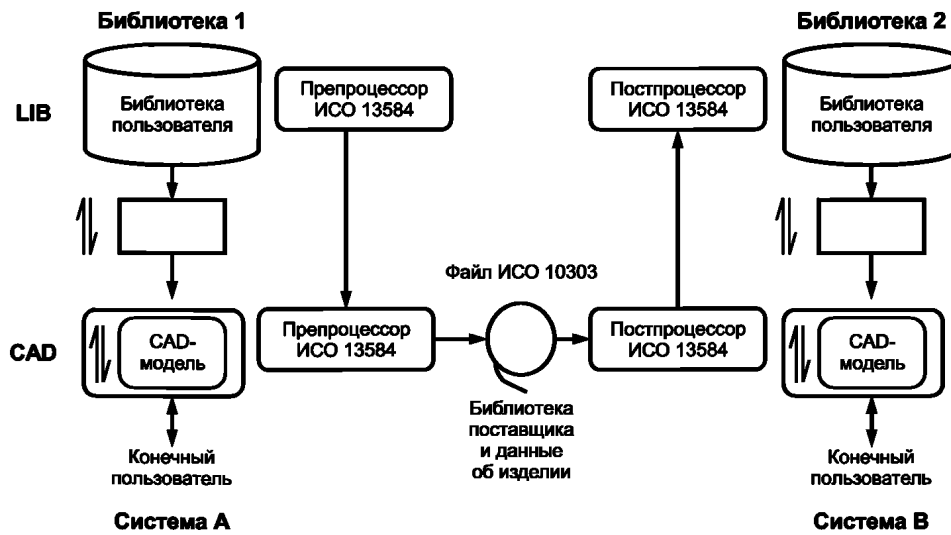 Библиотека 1
Библиотека 2
LIB
Библиотека
пользователя
Препроцессор
ИСО 13584
Постпроцессор
ИСО 13584
Библиотека
пользователя
Файл ИСО 10303
CAD
CAD-
модель
Препроцессор
ИСО 13584
Постпроцессор
ИСО 13584
CAD-
модель
Библиотека
поставщика
и данные
об изделии
Конечный
пользователь
Конечный
пользователь
Система А
Система В